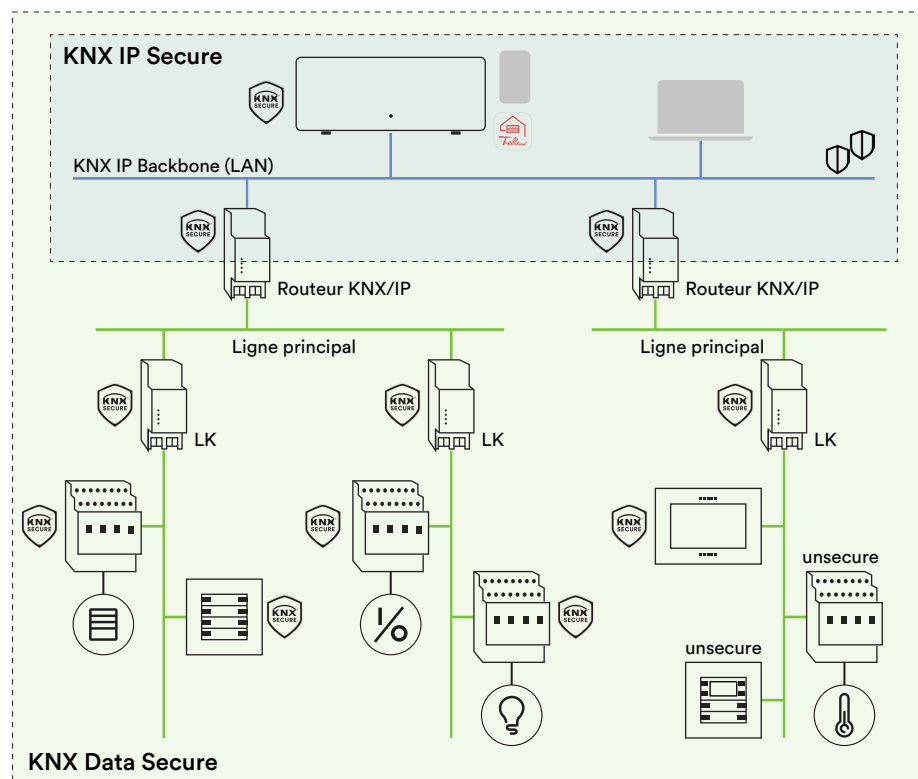 KNX IP Secure
KNX SECURE
Feller
KNX IP Backbone (LAN)
KNX SECURE
KNX SECURE
Routeur KNX/IP
Routeur KNX/IP
Ligne principal
Ligne principal
KNX SECURE
KNX SECURE
KNX SECURE
LK
LK
LK
KNX SECURE
KNX SECURE
KNX SECURE
unsecure
KNX SECURE
KNX SECURE
I/O
unsecure
KNX Data Secure